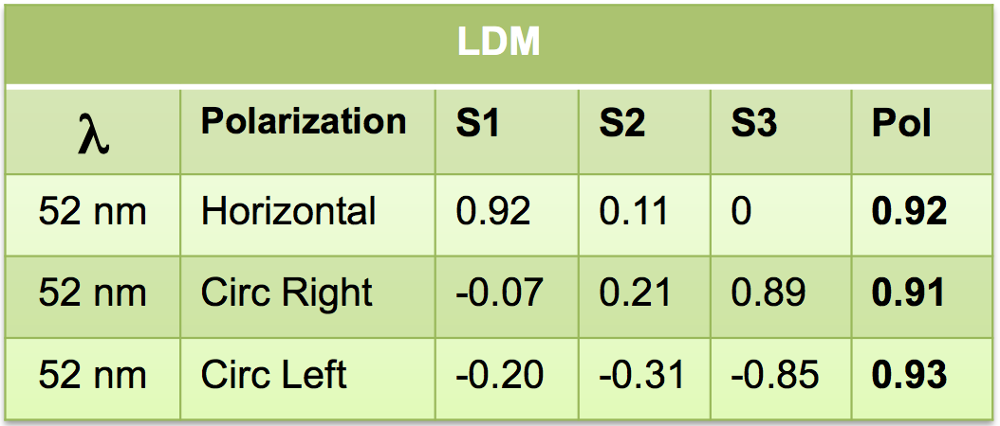 LDM
λ Polarization S1 S2 S3 Pol
52 nm Horizontal 0.92 0.11 0 0.92
52 nm Circ Right -0.07 0.21 0.89 0.91
52 nm Circ Left -0.20 -0.31 -0.85 0.93